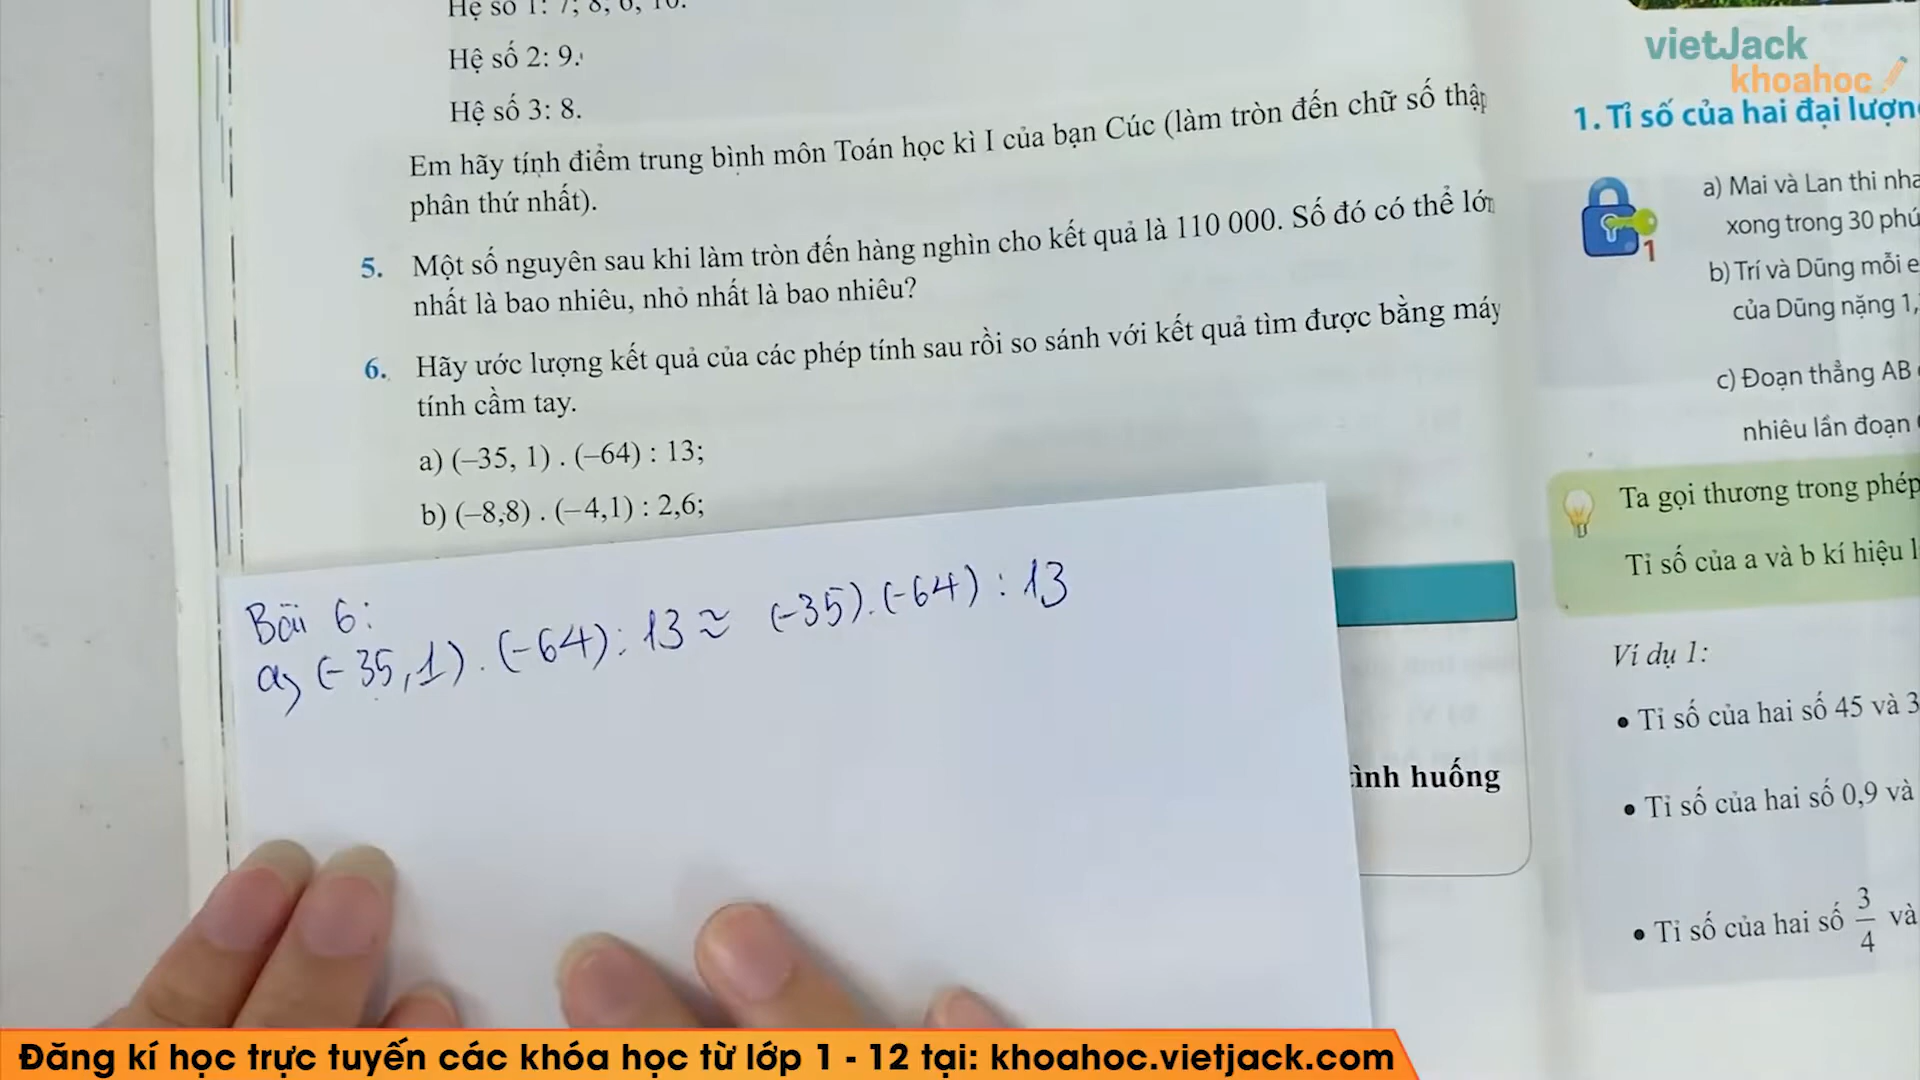 Hệ số 1: 7; 8; 6; 10.
Hệ số 2: 9.
Hệ số 3: 8.
Em hãy tính điểm trung bình môn Toán học kì I của bạn Cúc (làm tròn đến chữ số thập
phân thứ nhất).
5. Một số nguyên sau khi làm tròn đến hàng nghìn cho kết quả là 110 000. Số đó có thể lớn
nhất là bao nhiêu, nhỏ nhất là bao nhiêu?
6. Hãy ước lượng kết quả của các phép tính sau rồi so sánh với kết quả tìm được bằng máy
tính cầm tay.
a) (–35, 1) . (–64) : 13;
b) (–8,8) . (–4,1) : 2,6;
Bài 6:
a) (-35,1) . (-64) : 13 ≈ (-35) . (-64) : 13
tình huống
vietJack
khoahoc
1. Tỉ số của hai đại lượng
1
a) Mai và Lan thi
xong trong 30
b) Trí và Dũng mỗi
của Dũng nặng 1,
c) Đoạn thẳng AB
nhiêu lần đoạn
Ta gọi thương trong phép
Tỉ số của a và b kí hiệu
Ví dụ 1:
• Tỉ số của hai số 45 và 3
• Tỉ số của hai số 0,9 và
• Tỉ số của hai số 3/4 và
Đăng kí học trực tuyến các khóa học từ lớp 1 - 12 tại: khoahoc.vietjack.com